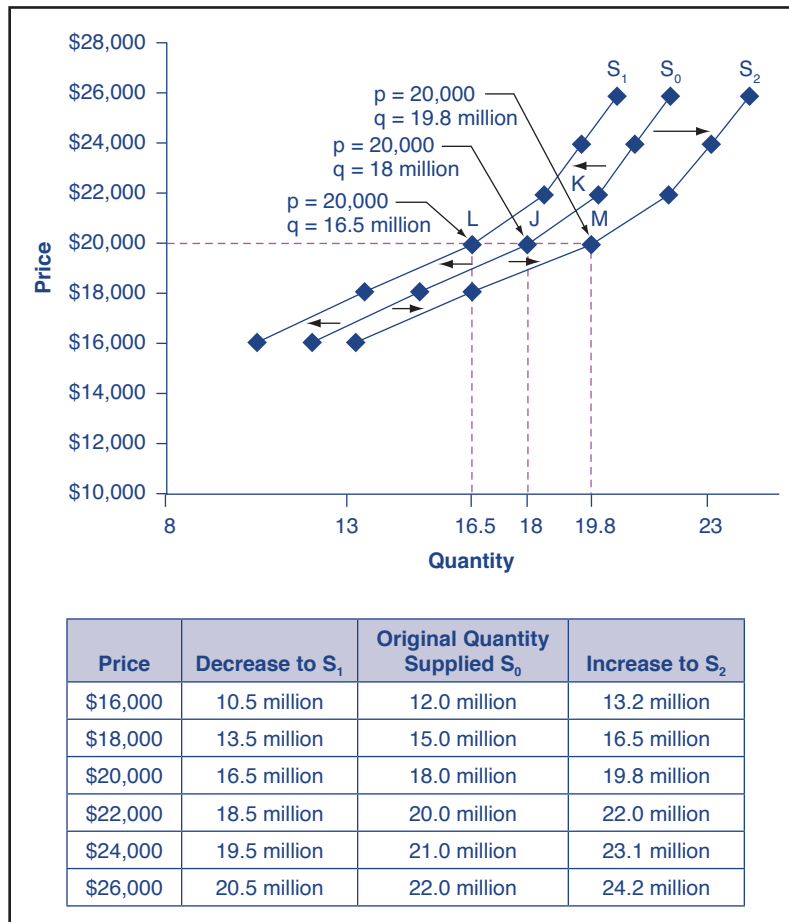 $28,000
$26,000
$24,000
$22,000
$20,000
$18,000
$16,000
$14,000
$12,000
$10,000
Price
S₁ S₀ S₂
p = 20,000
q = 19.8 million
p = 20,000
q = 18 million
K
p = 20,000
q = 16.5 million
L J M
8 13 16.5 18 19.8 23
Quantity
Price Decrease to S₁ Original Quantity Supplied S₀ Increase to S₂
$16,000 10.5 million 12.0 million 13.2 million
$18,000 13.5 million 15.0 million 16.5 million
$20,000 16.5 million 18.0 million 19.8 million
$22,000 18.5 million 20.0 million 22.0 million
$24,000 19.5 million 21.0 million 23.1 million
$26,000 20.5 million 22.0 million 24.2 million